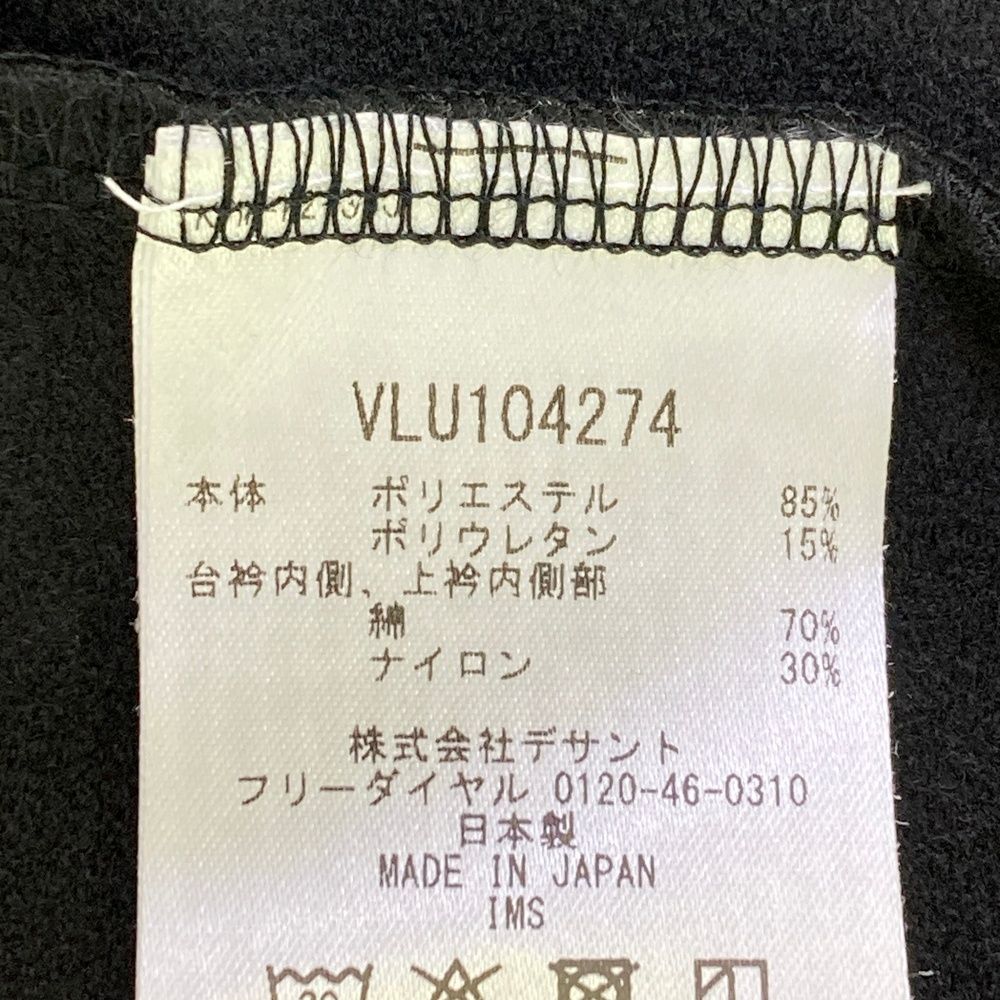 VLU104274
本体 ポリエステル 85%
ポリウレタン 15%
台衿内側、上衿内側部
綿 70%
ナイロン 30%
株式会社デサント
フリーダイヤル 0120-46-0310
日本製
MADE IN JAPAN
IMS